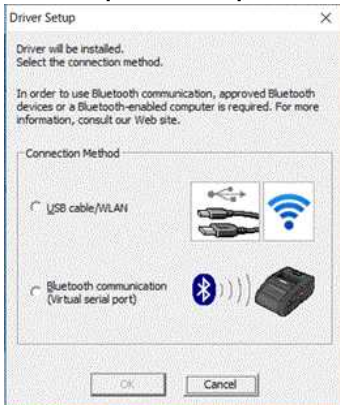 Driver Setup
Driver will be installed.
Select the connection method.
In order to use Bluetooth communication, approved Bluetooth
devices or a Bluetooth-enabled computer is required. For more
information, consult our Web site.
Connection Method
USB cable/WLAN
Bluetooth communication
(Virtual serial port)
OK
Cancel